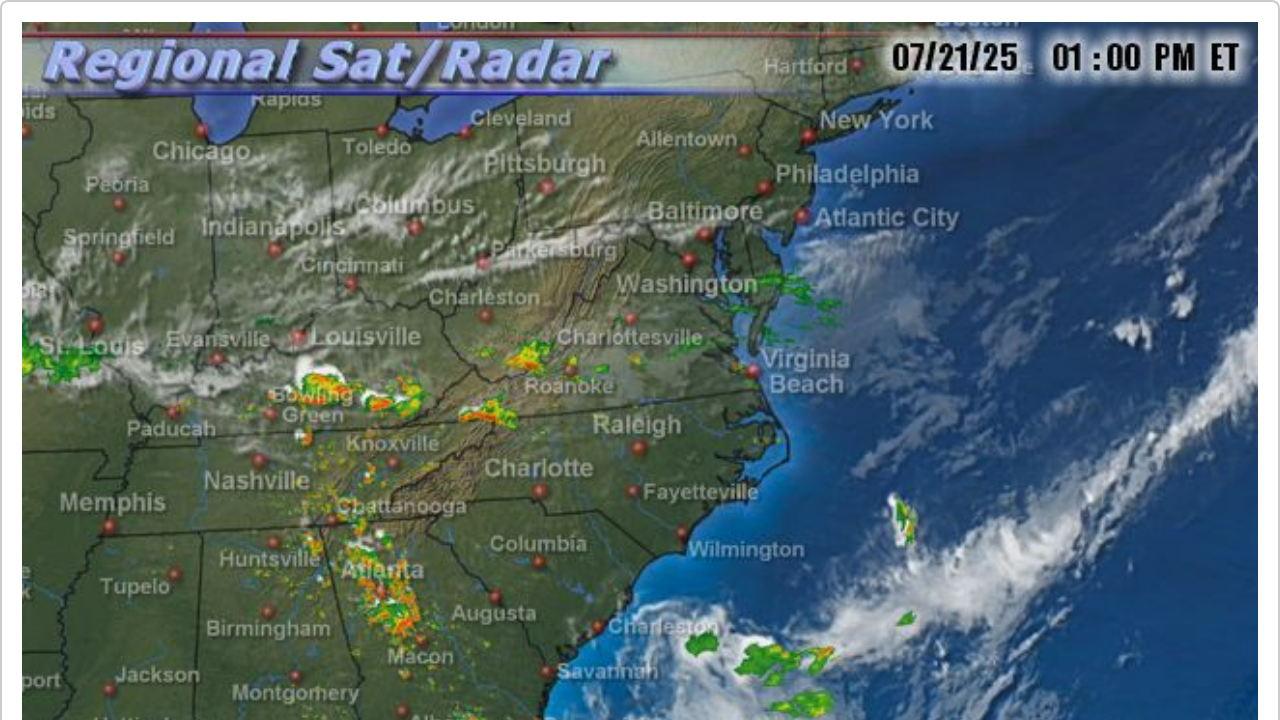 London
Boston
Regional Sat/Radar
07/21/25 01:00 PM ET
Hartford
Rapids
Cleveland
New York
Chicago
Toledo
Allentown
Pittsburgh
Philadelphia
Peoria
Columbus
Baltimore
Atlantic City
Springfield
Indianapolis
Parkersburg
Cincinnati
Washington
Charleston
St. Louis
Evansville
Louisville
Charlottesville
Virginia
Beach
Bowling
Green
Roanoke
Paducah
Knoxville
Raleigh
Nashville
Charlotte
Memphis
Chattanooga
Fayetteville
Huntsville
Columbia
Wilmington
Tupelo
Atlanta
Augusta
Birmingham
Charleston
Macon
Savannah
port
Jackson
Montgomery